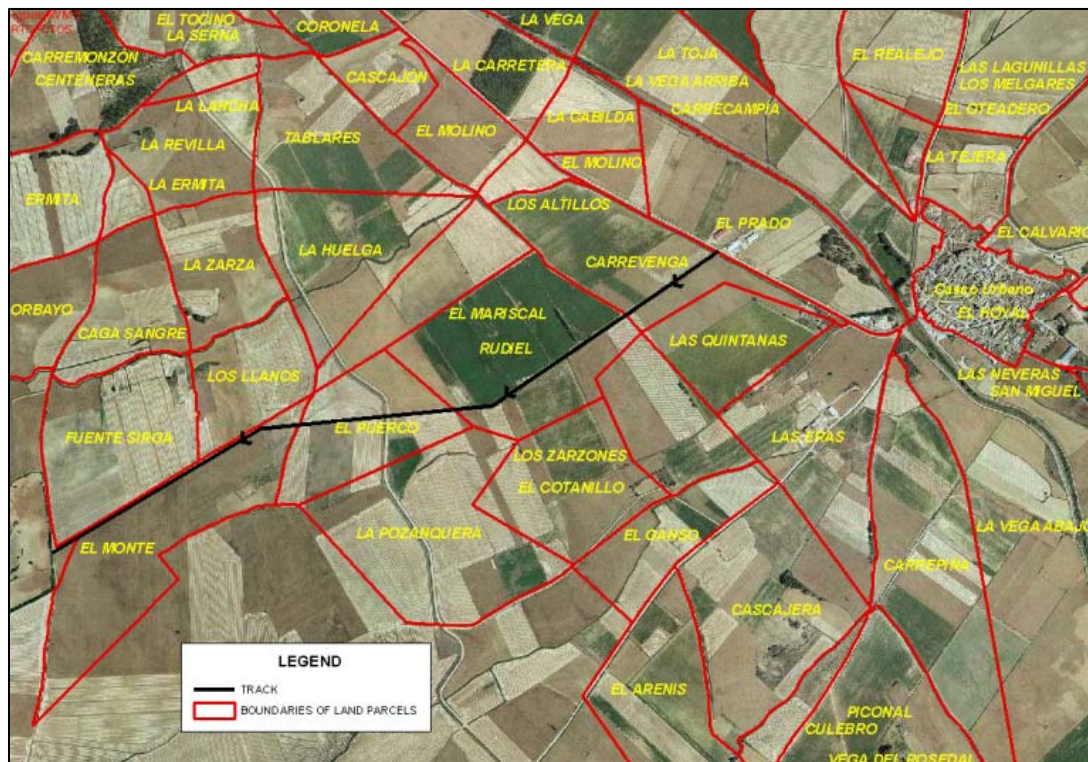 EL TOCINO
LA SERNA
CORONELA
LA VEGA
CARREMONZÓN
CENTENERAS
CASCAJON
LA CARRETERA
LA TOJA
EL REALEJO
LA VEGA ARRIBA
LAS LAGUNILLAS
LOS MELGARES
LA LANCHA
CARRECAMPÍA
EL OTEADERO
LA CABILDA
EL MOLINO
TABLARES
LA REVILLA
LA TEJERA
EL MOLINO
LA ERMITA
ERMITA
LOS ALTILLOS
EL PRADO
EL CALVARIO
LA HUELGA
CARREVENGA
LA ZARZA
Casco Urbano
EL HOYAL
ORBAYO
EL MARISCAL
CAGA SANGRE
LAS QUINTANAS
RUDIEL
LAS NEVERAS
LOS LLANOS
SAN MIGUEL
EL PUERCO
FUENTE SIRGA
LAS ERAS
LOS ZARZONES
EL COTANILLO
LA POZANQUERA
EL GANSO
LA VEGA ABAJO
EL MONTE
CARREPIÑA
CASCAJERA
LEGEND
TRACK
BOUNDARIES OF LAND PARCELS
EL ARENIS
PICONAL
CULEBRO
VEGA DEL ROSEDAL